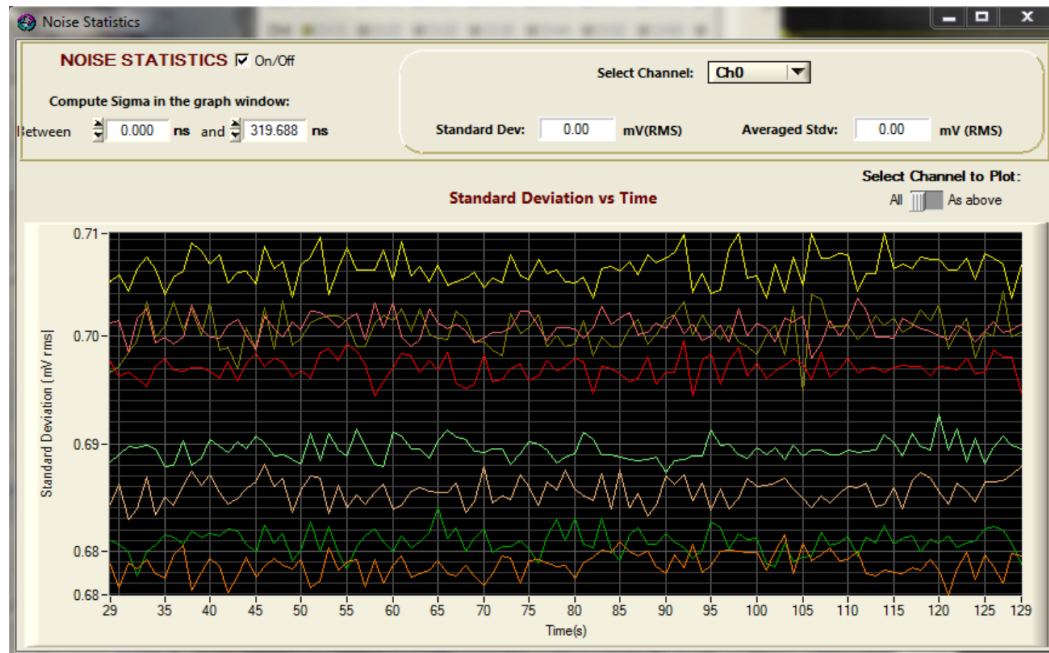 Noise Statistics
NOISE STATISTICS On/Off
Compute Sigma in the graph window:
Between 0.000 ns and 319.688 ns
Select Channel: Ch0
Standard Dev: 0.00 mV(RMS) Averaged Stdv: 0.00 mV (RMS)
Select Channel to Plot:
All As above
Standard Deviation vs Time
Standard Deviation [ mV rms]
0.71
0.70
0.69
0.68
0.68
29 35 40 45 50 55 60 65 70 75 80 85 90 95 100 105 110 115 120 125 129
Time(s)